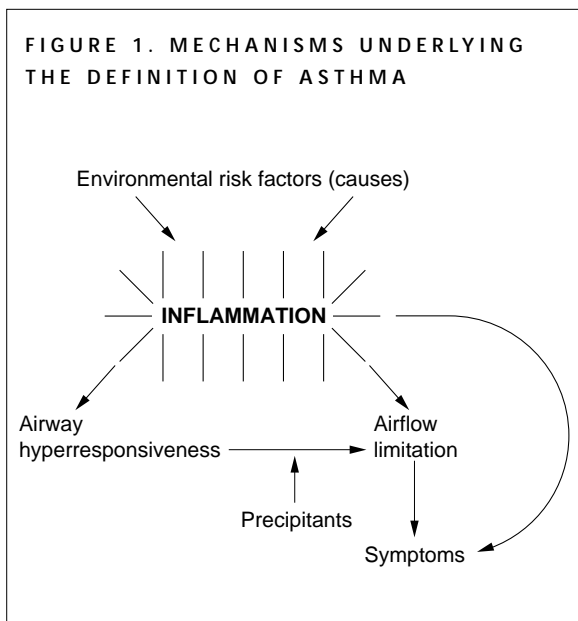 FIGURE 1. MECHANISMS UNDERLYING
THE DEFINITION OF ASTHMA
Environmental risk factors (causes)
INFLAMMATION
Airway
hyperresponsiveness
Airflow
limitation
Precipitants
Symptoms